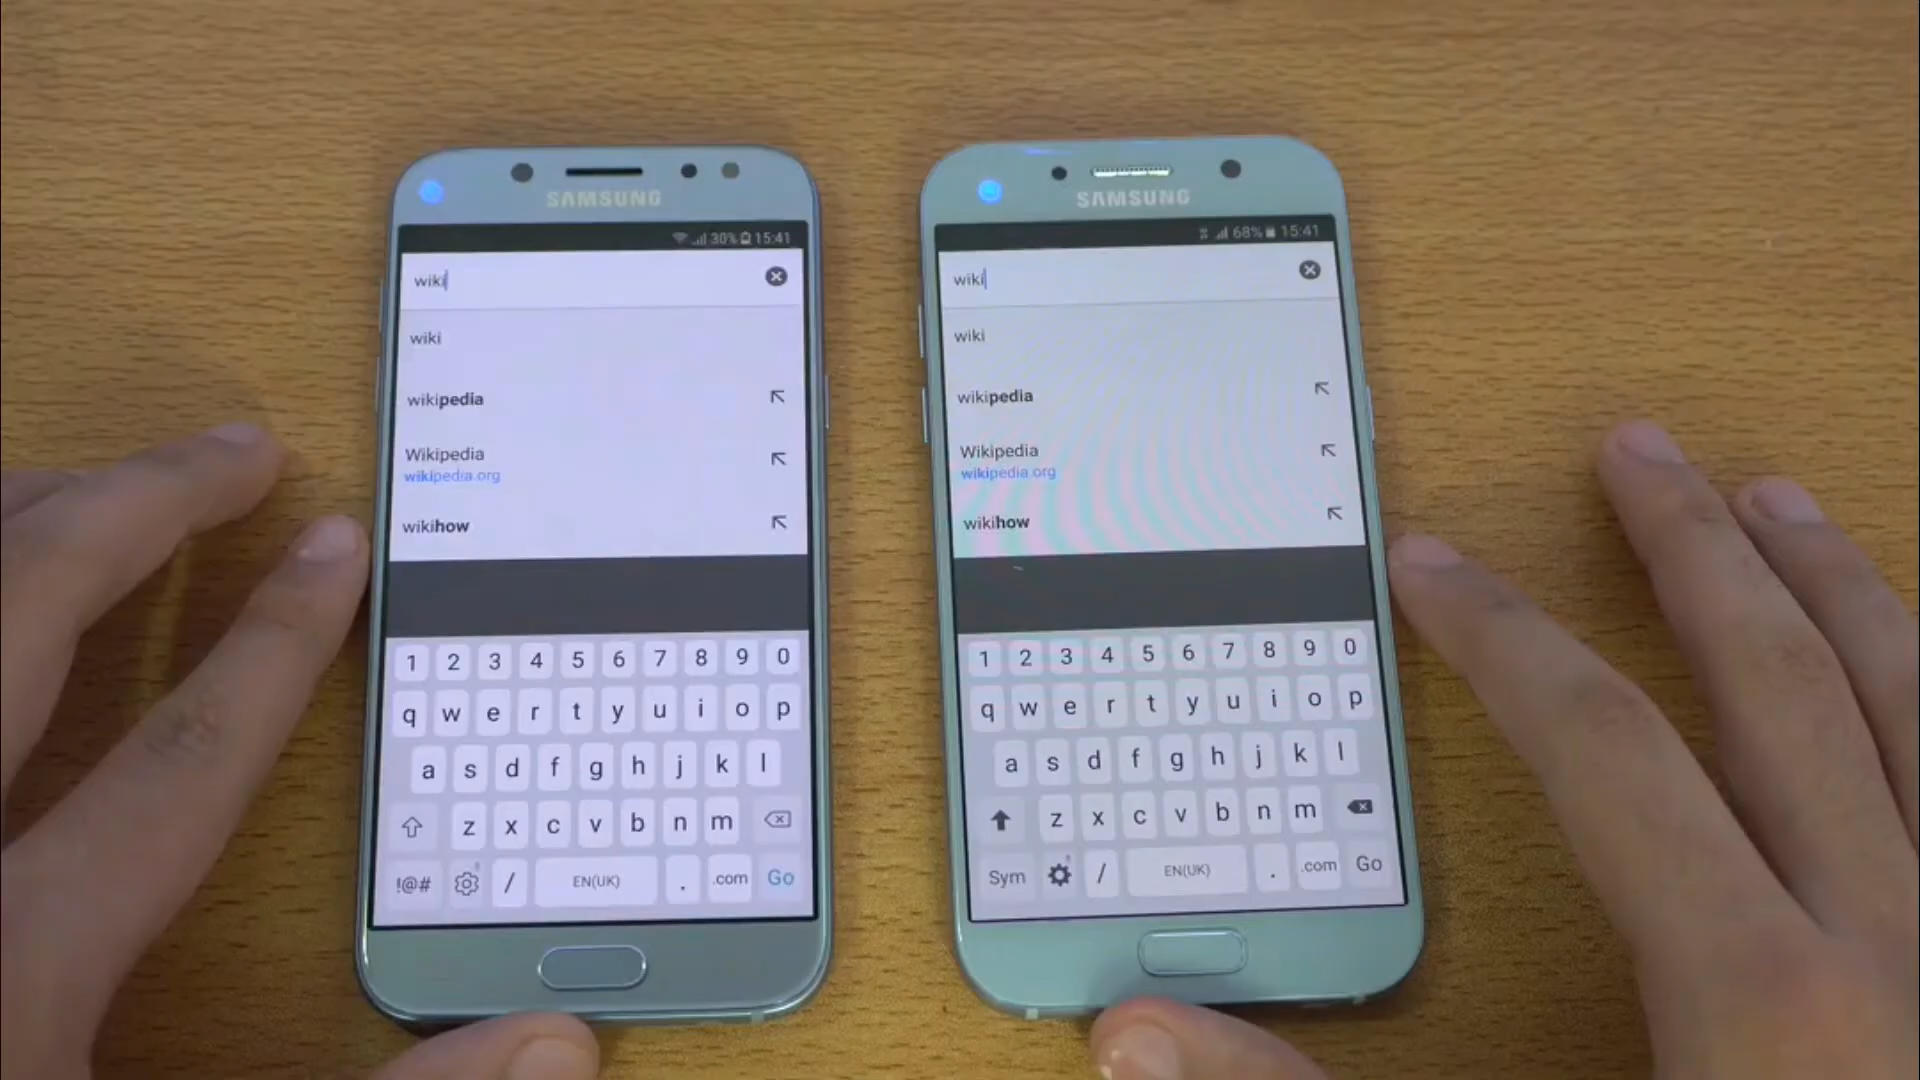 SAMSUNG
30% 15:41
wiki
wiki
wikipedia
Wikipedia
wikipedia.org
wikihow
1 2 3 4 5 6 7 8 9 0
q w e r t y u i o p
a s d f g h j k l
z x c v b n m
!@# / EN(UK) . .com Go
SAMSUNG
68% 15:41
wiki
wiki
wikipedia
Wikipedia
wikipedia.org
wikihow
1 2 3 4 5 6 7 8 9 0
q w e r t y u i o p
a s d f g h j k l
z x c v b n m
Sym / EN(UK) . .com Go